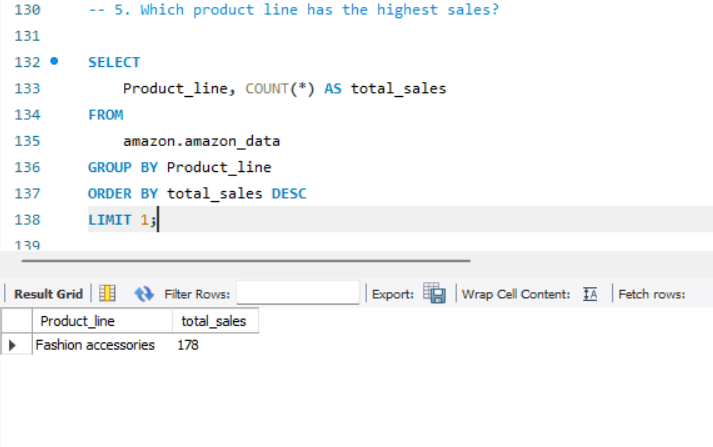 130 -- 5. Which product line has the highest sales?
131
132 SELECT
133 Product_line, COUNT(*) AS total_sales
134 FROM
135 amazon.amazon_data
136 GROUP BY Product_line
137 ORDER BY total_sales DESC
138 LIMIT 1;
139
Result Grid Filter Rows: Export: Wrap Cell Content: Fetch rows:
Product_line total_sales
Fashion accessories 178